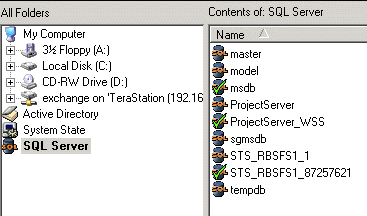 All Folders
My Computer
3½ Floppy (A:)
Local Disk (C:)
CD-RW Drive (D:)
exchange on 'TeraStation (192.16
Active Directory
System State
SQL Server
Contents of: SQL Server
Name
master
model
msdb
ProjectServer
ProjectServer_WSS
sgmsdb
STS_RBSFS1_1
STS_RBSFS1_87257621
tempdb